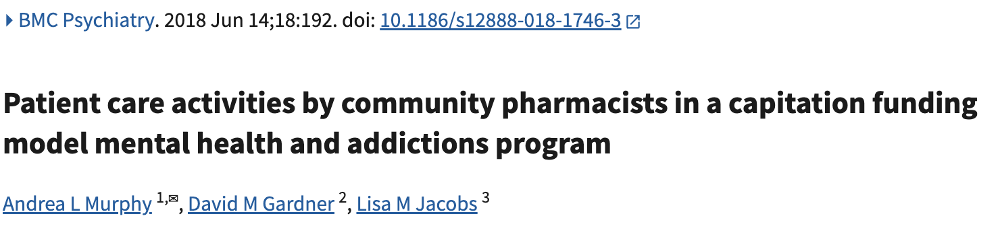 BMC Psychiatry. 2018 Jun 14;18:192. doi: 10.1186/s12888-018-1746-3
Patient care activities by community pharmacists in a capitation funding
model mental health and addictions program
Andrea L Murphy 1,✉, David M Gardner 2, Lisa M Jacobs 3